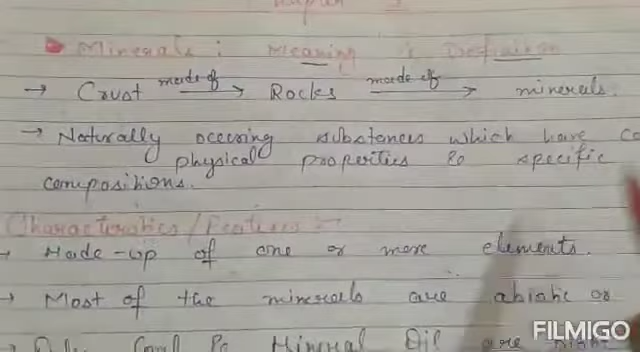 Minerals : Meaning & Definition
→ Crust made of → Rocks made of → minerals.
→ Naturally occuring substances which have
physical properties & specific
compositions.
Characteristics / Features :-
→ Made-up of one or more elements.
→ Most of the minerals are abiotic or
→ Only Coal & Mineral Oil are
FILMIGO